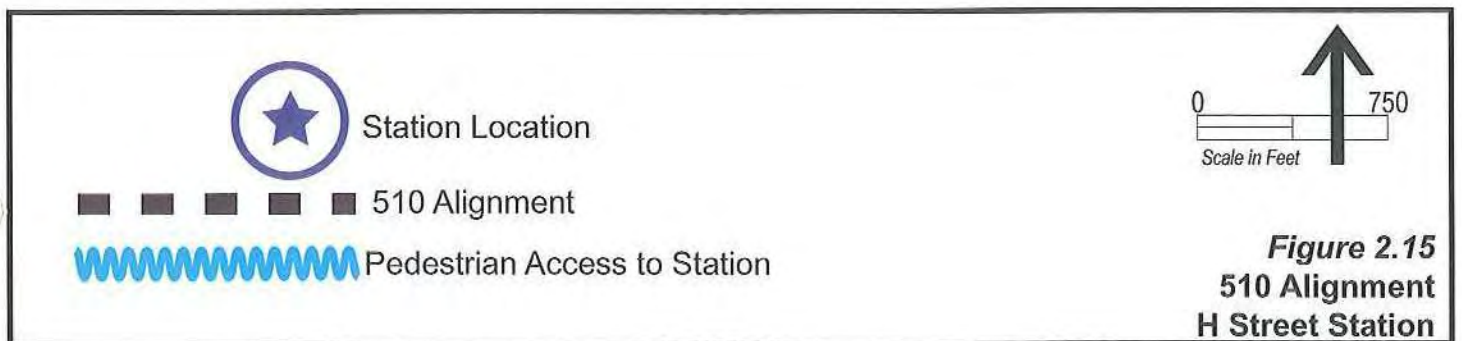 Station Location
510 Alignment
Pedestrian Access to Station
0 750
Scale in Feet
Figure 2.15
510 Alignment
H Street Station